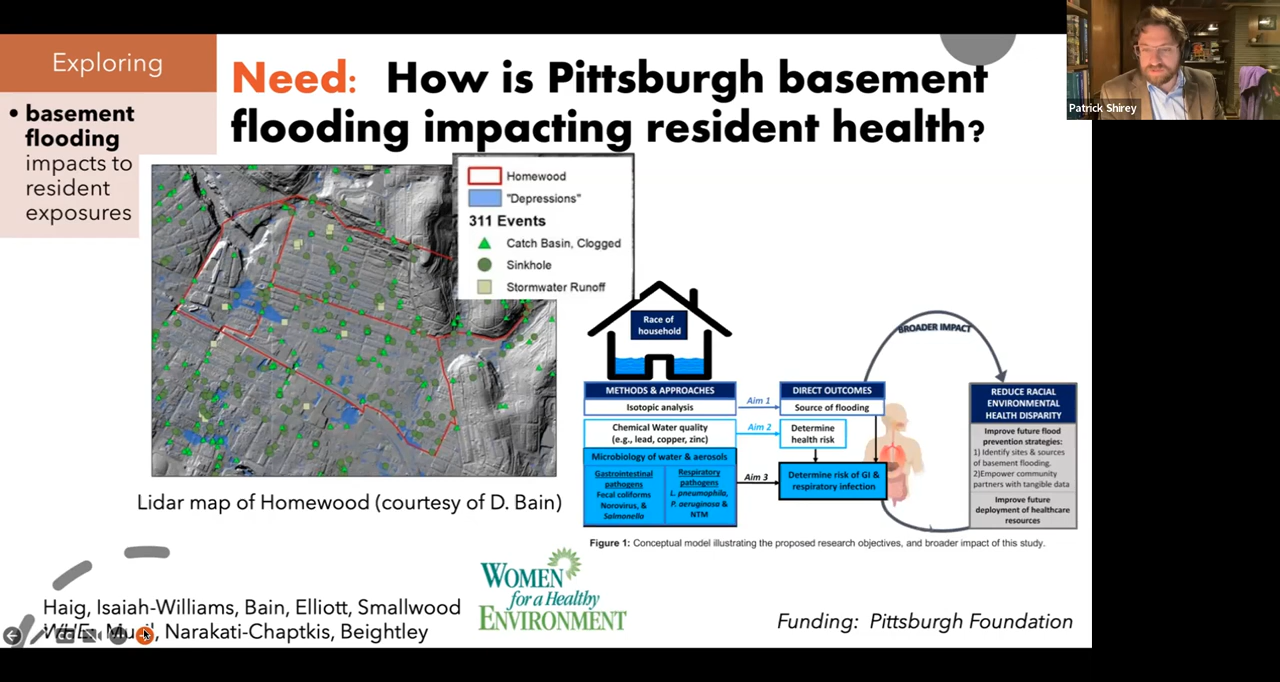 Exploring
• basement
flooding
impacts to
resident
exposures
Need: How is Pittsburgh basement
flooding impacting resident health?
Patrick Shirey
Homewood
"Depressions"
311 Events
Catch Basin, Clogged
Sinkhole
Stormwater Runoff
Lidar map of Homewood (courtesy of D. Bain)
Race of
household
METHODS & APPROACHES
Isotopic analysis
Chemical Water quality
(e.g., lead, copper, zinc)
Microbiology of water & aerosols
Gastrointestinal
pathogens
Fecal coliforms
Norovirus, &
Salmonella
Respiratory
pathogens
L. pneumophila,
P. aeruginosa &
NTM
Aim 1
Aim 2
Aim 3
DIRECT OUTCOMES
Source of flooding
Determine
health risk
Determine risk of GI &
respiratory infection
BROADER IMPACT
REDUCE RACIAL
ENVIRONMENTAL
HEALTH DISPARITY
Improve future flood
prevention strategies:
1) Identify sites & sources
of basement flooding.
2)Empower community
partners with tangible data
Improve future
deployment of healthcare
resources
Figure 1: Conceptual model illustrating the proposed research objectives, and broader impact of this study.
Haig, Isaiah-Williams, Bain, Elliott, Smallwood
WHE: Narakati-Chaptkis, Beightley
WOMEN
for a Healthy
ENVIRONMENT
Funding: Pittsburgh Foundation